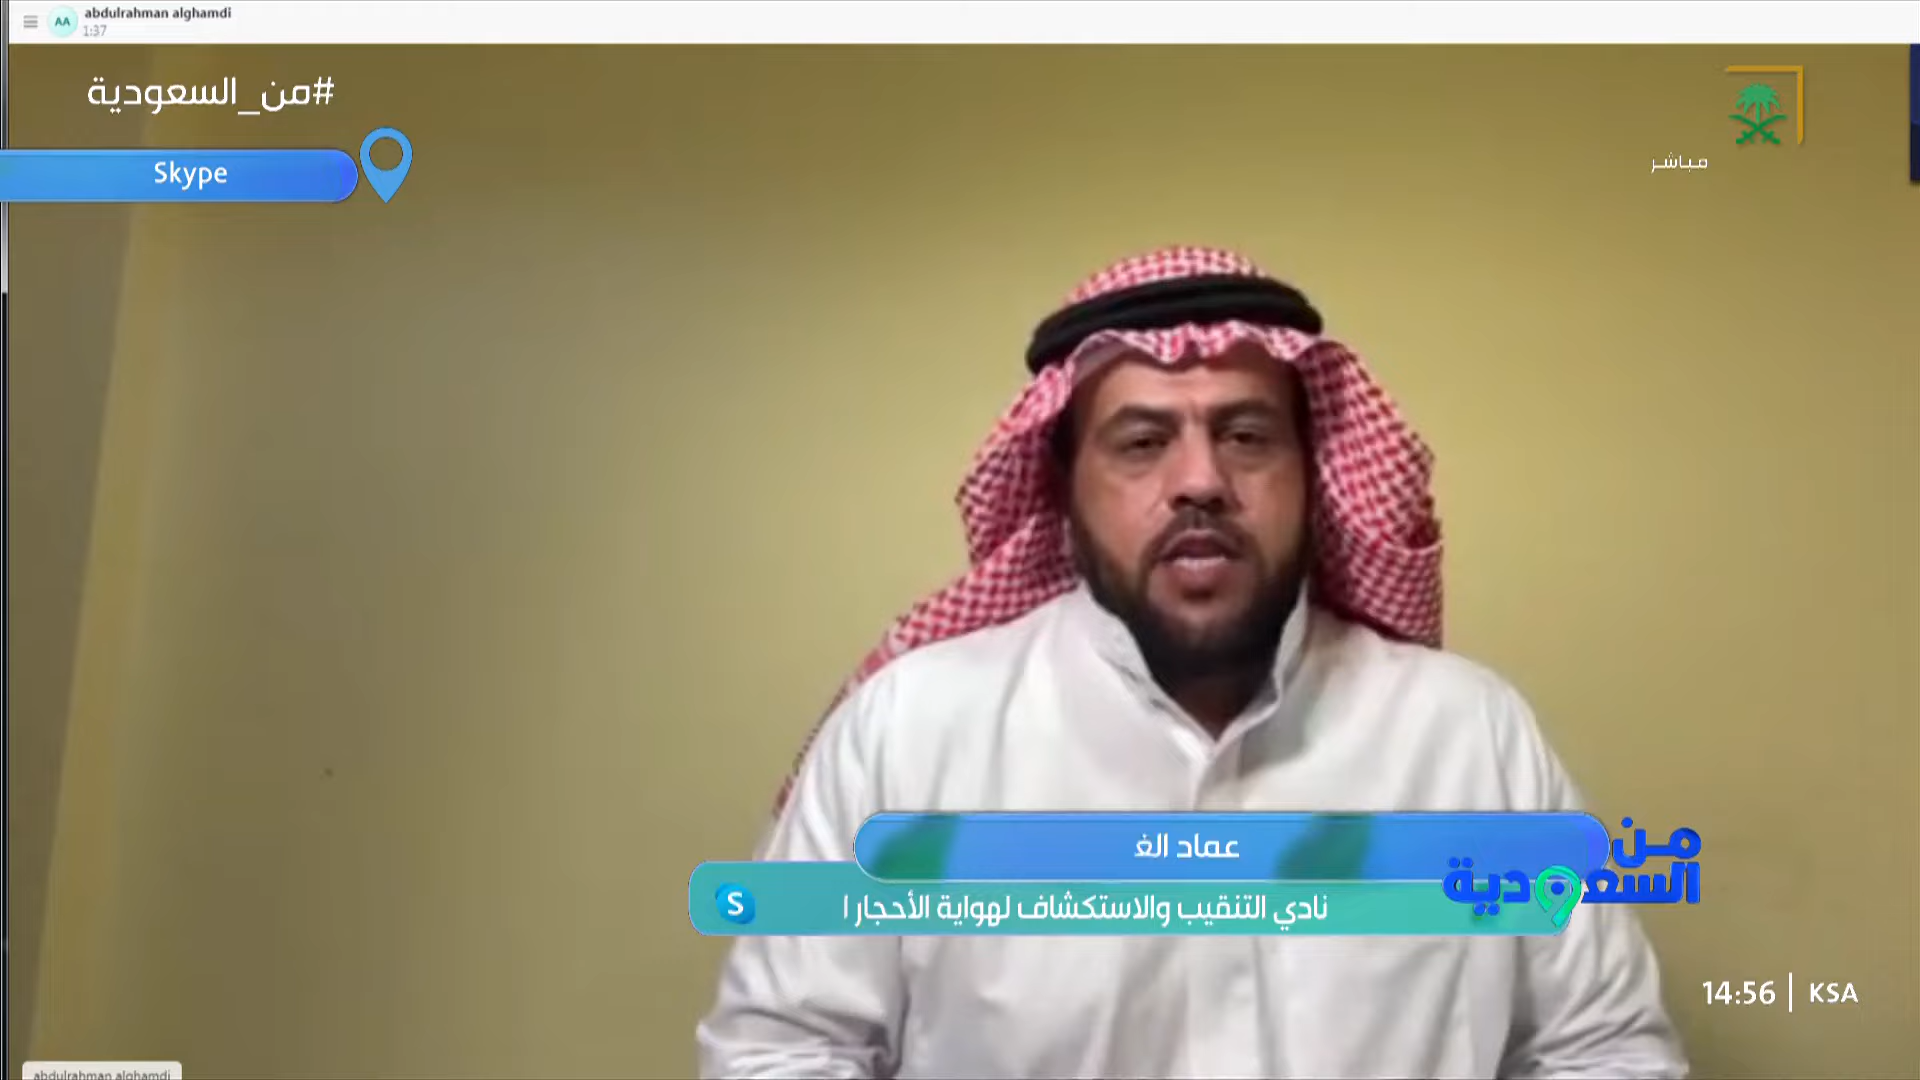 abdulrahman alghamdi
AA
1:37
#من_السعودية
Skype
مباشر
عماد الغ
نادي التنقيب والاستكشاف لهواية الأحجار ا
S
من السعودية
14:56 | KSA
abdulrahman alghamdi